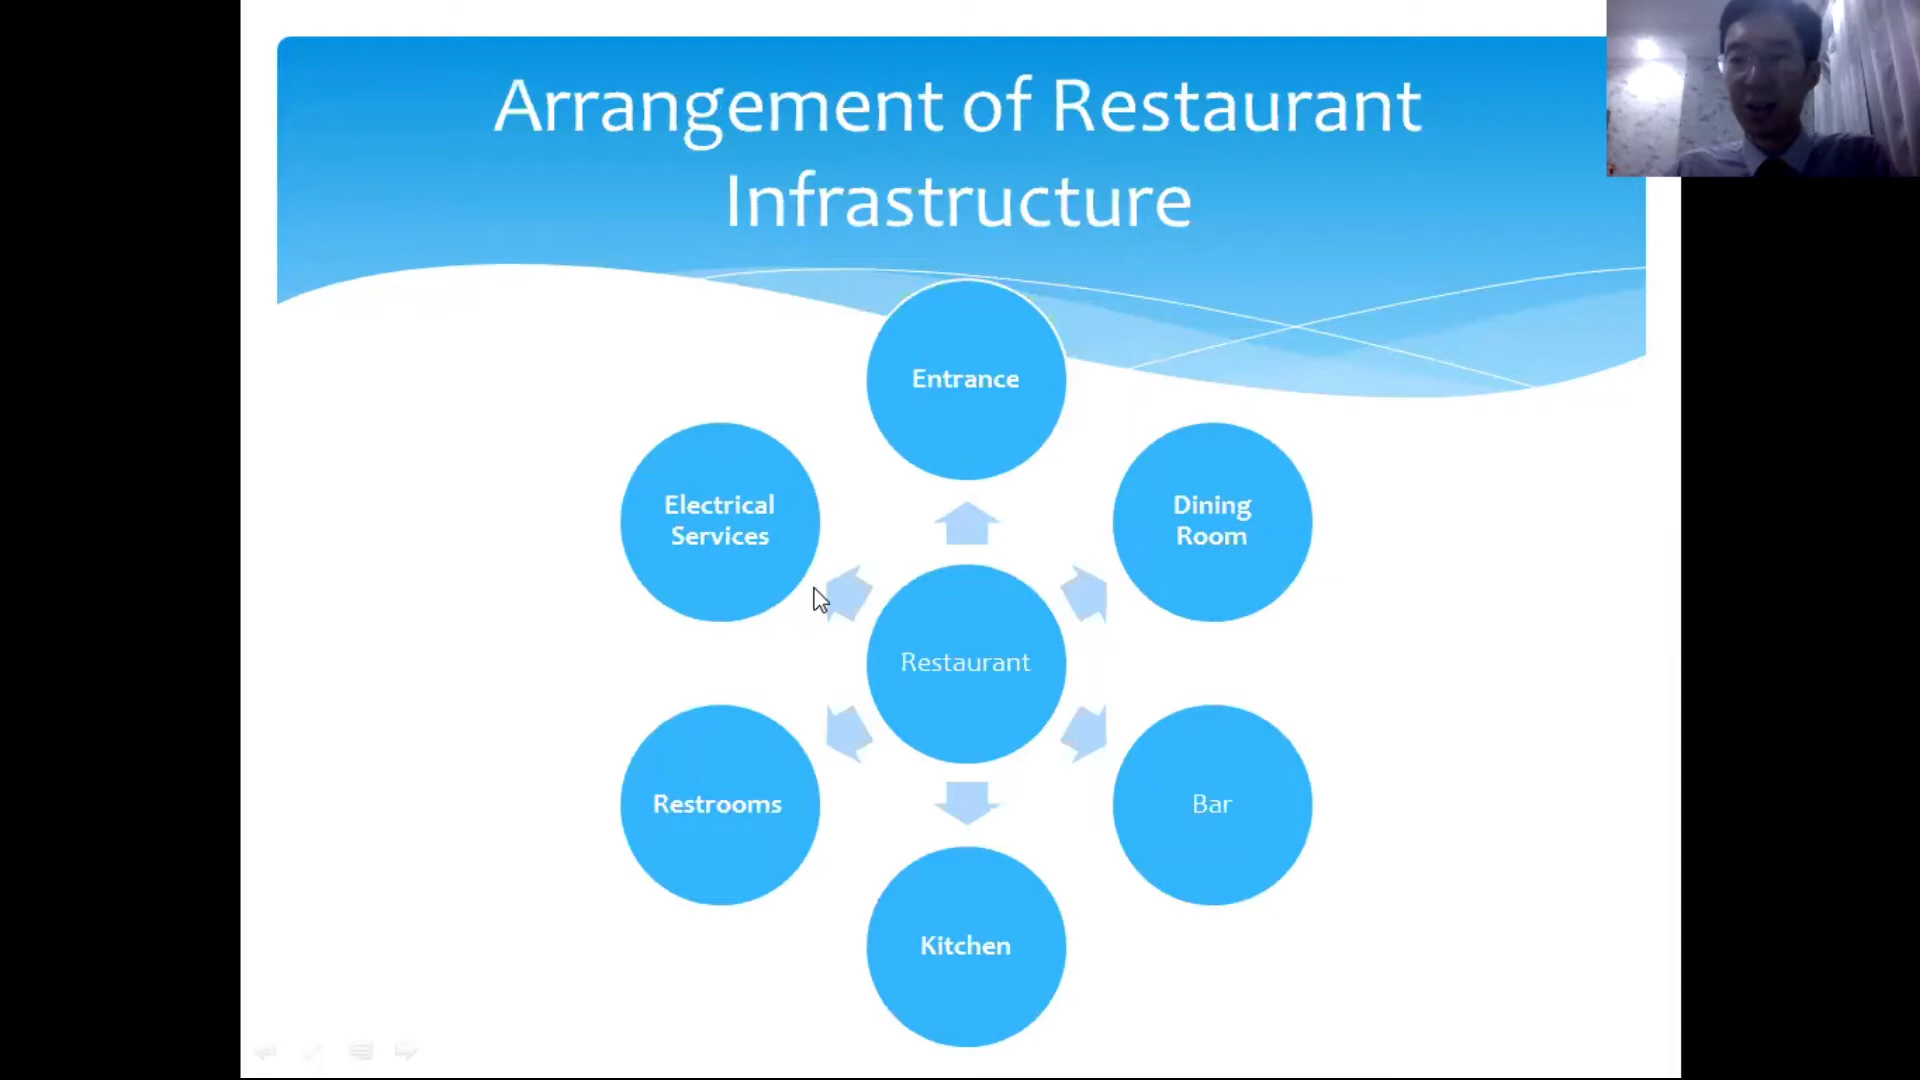 Arrangement of Restaurant
Infrastructure
Entrance
Electrical
Services
Dining
Room
Restaurant
Restrooms
Bar
Kitchen